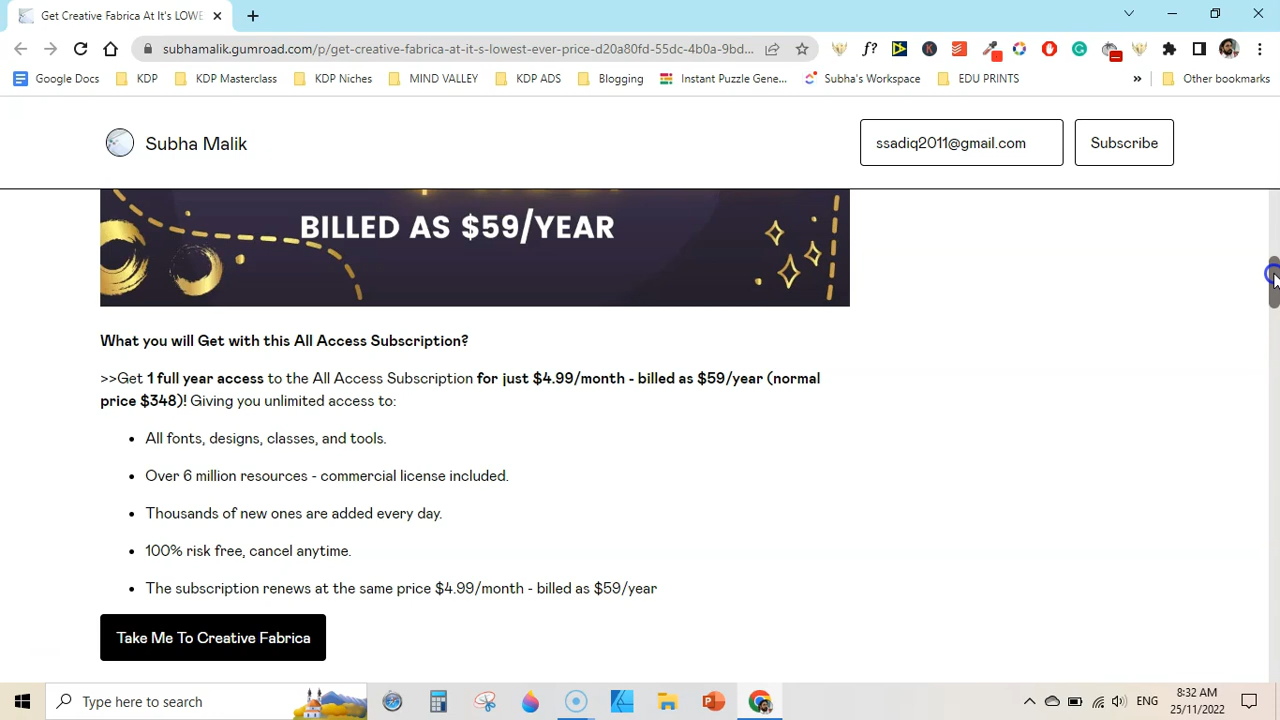 Get Creative Fabrica At It's LOWE
subhamalik.gumroad.com/p/get-creative-fabrica-at-it-s-lowest-ever-price-d20a80fd-55dc-4b0a-9bd...
Google Docs KDP KDP Masterclass KDP Niches MIND VALLEY KDP ADS Blogging Instant Puzzle Gene... Subha's Workspace EDU PRINTS » Other bookmarks
Subha Malik
ssadiq2011@gmail.com Subscribe
BILLED AS $59/YEAR
What you will Get with this All Access Subscription?
>>Get 1 full year access to the All Access Subscription for just $4.99/month - billed as $59/year (normal
price $348)! Giving you unlimited access to:
• All fonts, designs, classes, and tools.
• Over 6 million resources - commercial license included.
• Thousands of new ones are added every day.
• 100% risk free, cancel anytime.
• The subscription renews at the same price $4.99/month - billed as $59/year
Take Me To Creative Fabrica
Type here to search
ENG
8:32 AM
25/11/2022